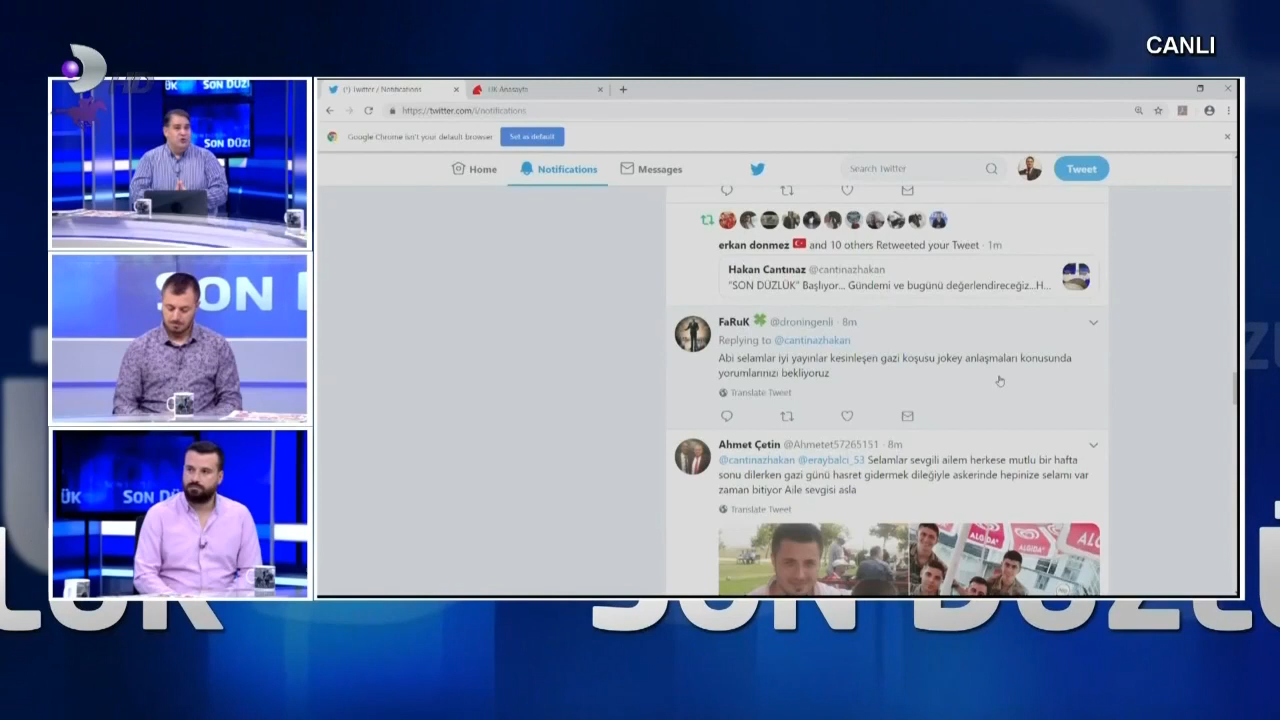 CANLI
HD
ÜK
SON DÜZL
SON DÜZ
SON
ÜK
SON DÜ
(*) Twitter / Notifications
https://twitter.com/i/notifications
Google Chrome isn't your default browser
Set as default
Home
Notifications
Messages
Search Twitter
Tweet
erkan donmez and 10 others Retweeted your Tweet · 1m
Hakan Cantınaz @cantinazhakan
"SON DÜZLÜK" Başlıyor... Gündemi ve bugünü değerlendireceğiz...H...
FaRuK @droningenli · 8m
Replying to @cantinazhakan
Abi selamlar iyi yayınlar kesinleşen gazi koşusu jokey anlaşmaları konusunda
yorumlarınızı bekliyoruz
Translate Tweet
Ahmet Çetin @Ahmetet57265151 · 8m
@cantinazhakan @eraybalci_53 Selamlar sevgili ailem herkese mutlu bir hafta
sonu dilerken gazi günü hasret gidermek dileğiyle askerinde hepinize selamı var
zaman bitiyor Aile sevgisi asla
Translate Tweet
ALGIDA
ALGIDA
AL
LÜK
SON DÜZLÜ